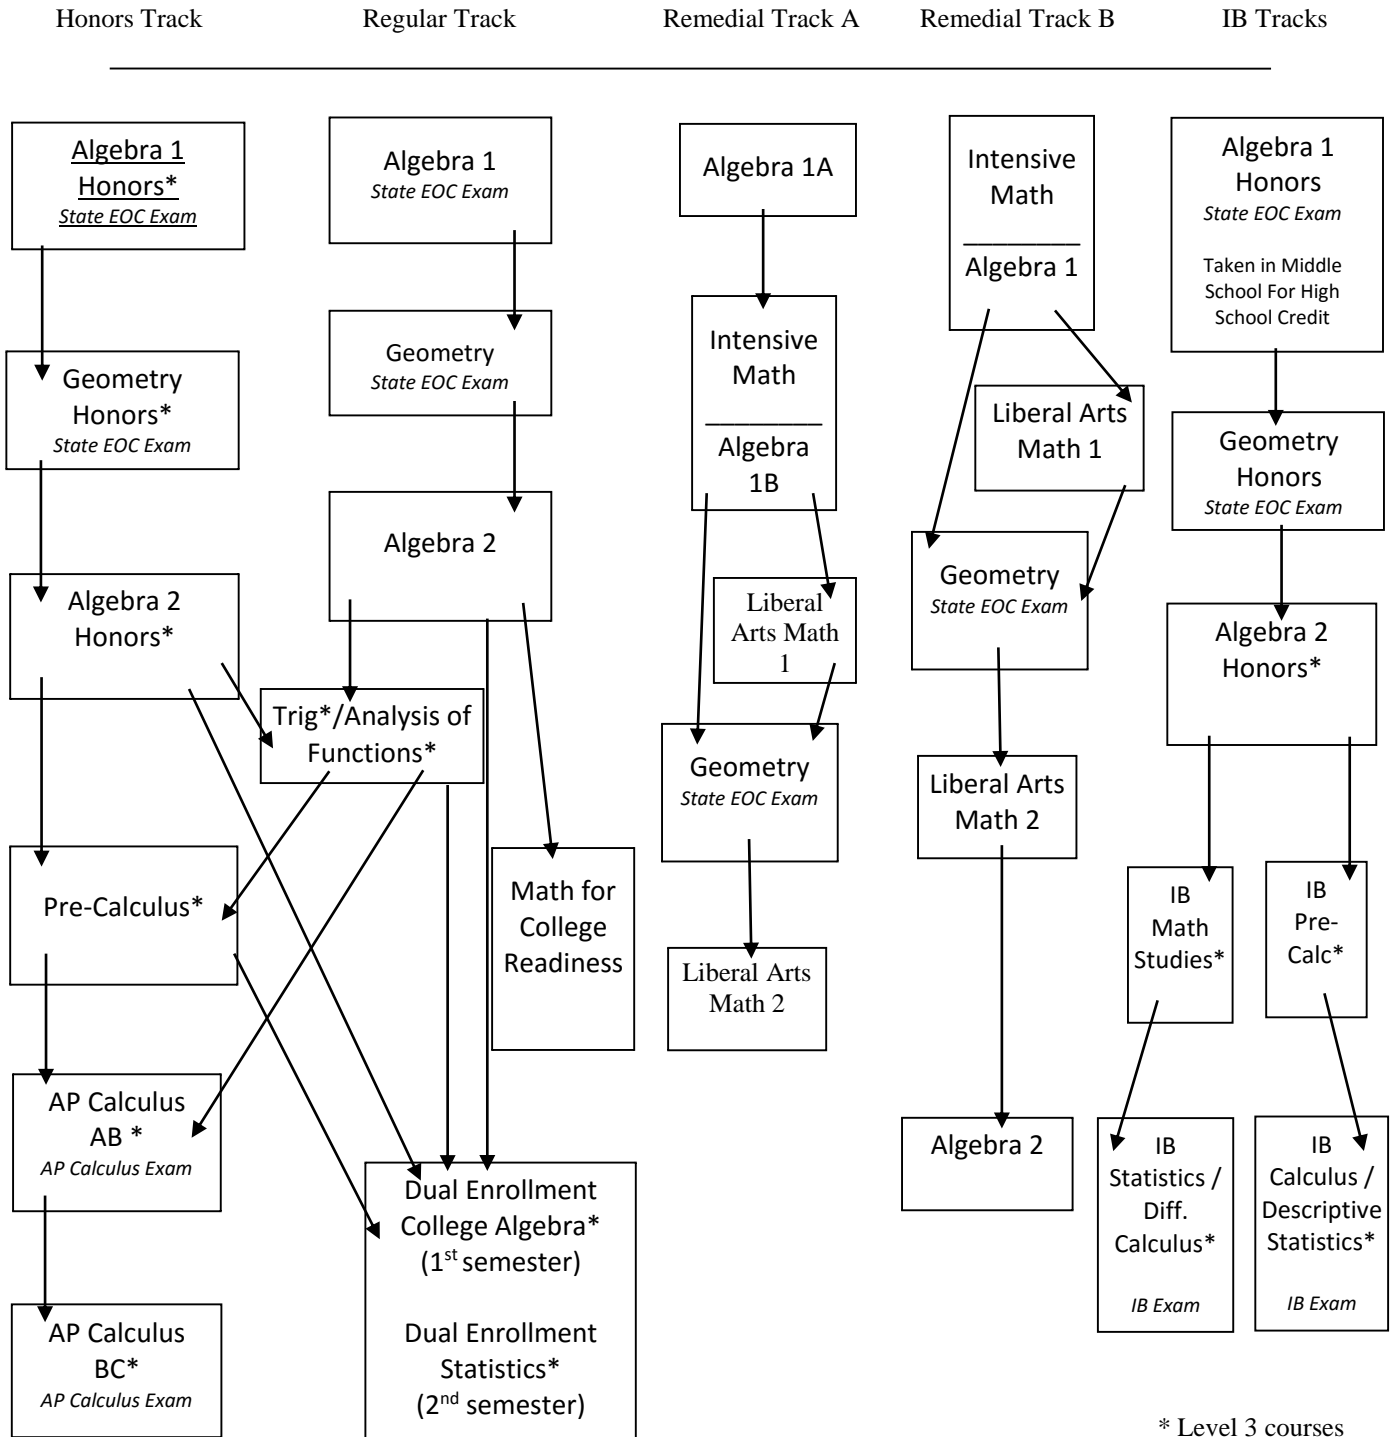 Honors Track
Regular Track
Remedial Track A
Remedial Track B
IB Tracks
Algebra 1
Honors*
State EOC Exam
Geometry
Honors*
State EOC Exam
Algebra 2
Honors*
Pre-Calculus*
AP Calculus
AB *
AP Calculus Exam
AP Calculus
BC*
AP Calculus Exam
Algebra 1
State EOC Exam
Geometry
State EOC Exam
Algebra 2
Trig*/Analysis of
Functions*
Math for
College
Readiness
Dual Enrollment
College Algebra*
(1st semester)
Dual Enrollment
Statistics*
(2nd semester)
Algebra 1A
Intensive
Math
Algebra
1B
Liberal
Arts Math
1
Geometry
State EOC Exam
Liberal Arts
Math 2
Intensive
Math
Algebra 1
Liberal Arts
Math 1
Geometry
State EOC Exam
Liberal Arts
Math 2
Algebra 2
Algebra 1
Honors
State EOC Exam
Taken in Middle
School For High
School Credit
Geometry
Honors
State EOC Exam
Algebra 2
Honors*
IB
Math
Studies*
IB
Pre-
Calc*
IB
Statistics /
Diff.
Calculus*
IB Exam
IB
Calculus /
Descriptive
Statistics*
IB Exam
* Level 3 courses